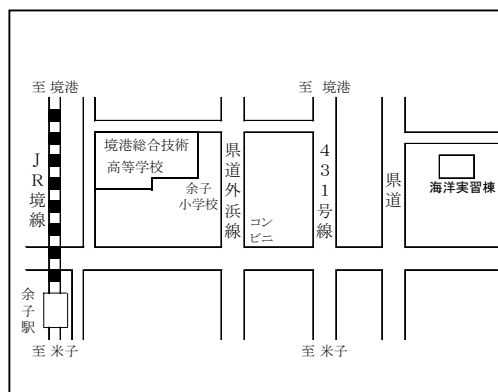 至 境港
至 境港
JR境線
境港総合技術
高等学校
余子
小学校
県道外浜線
コン
ビニ
431号線
県道
海洋実習棟
余子駅
至 米子
至 米子